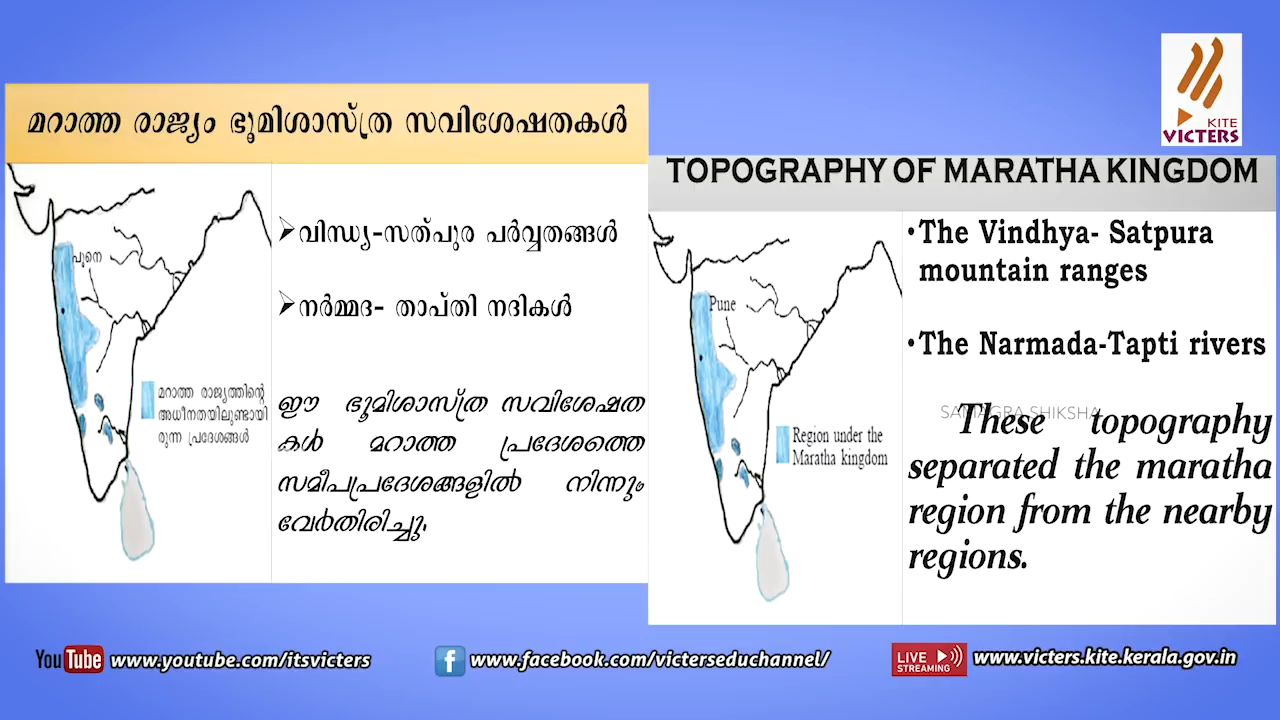 KITE
VICTERS
മറാത്ത രാജ്യം ഭൂമിശാസ്ത്ര സവിശേഷതകൾ
പൂനെ
മറാത്ത രാജ്യത്തിന്റെ
അധീനതയിലുണ്ടായി
രുന്ന പ്രദേശങ്ങൾ
➢വിന്ധ്യ-സത്പുര പർവ്വതങ്ങൾ
➢നർമ്മദ- താപ്തി നദികൾ
ഈ ഭൂമിശാസ്ത്ര സവിശേഷത
കൾ മറാത്ത പ്രദേശത്തെ
സമീപപ്രദേശങ്ങളിൽ നിന്നും
വേർതിരിച്ചു.
TOPOGRAPHY OF MARATHA KINGDOM
Pune
Region under the
Maratha kingdom
•The Vindhya- Satpura
mountain ranges
•The Narmada-Tapti rivers
SAMAGRA SHIKSHA
These topography
separated the maratha
region from the nearby
regions.
YouTube www.youtube.com/itsvicters
f www.facebook.com/victerseduchannel/
LIVE
STREAMING
www.victers.kite.kerala.gov.in